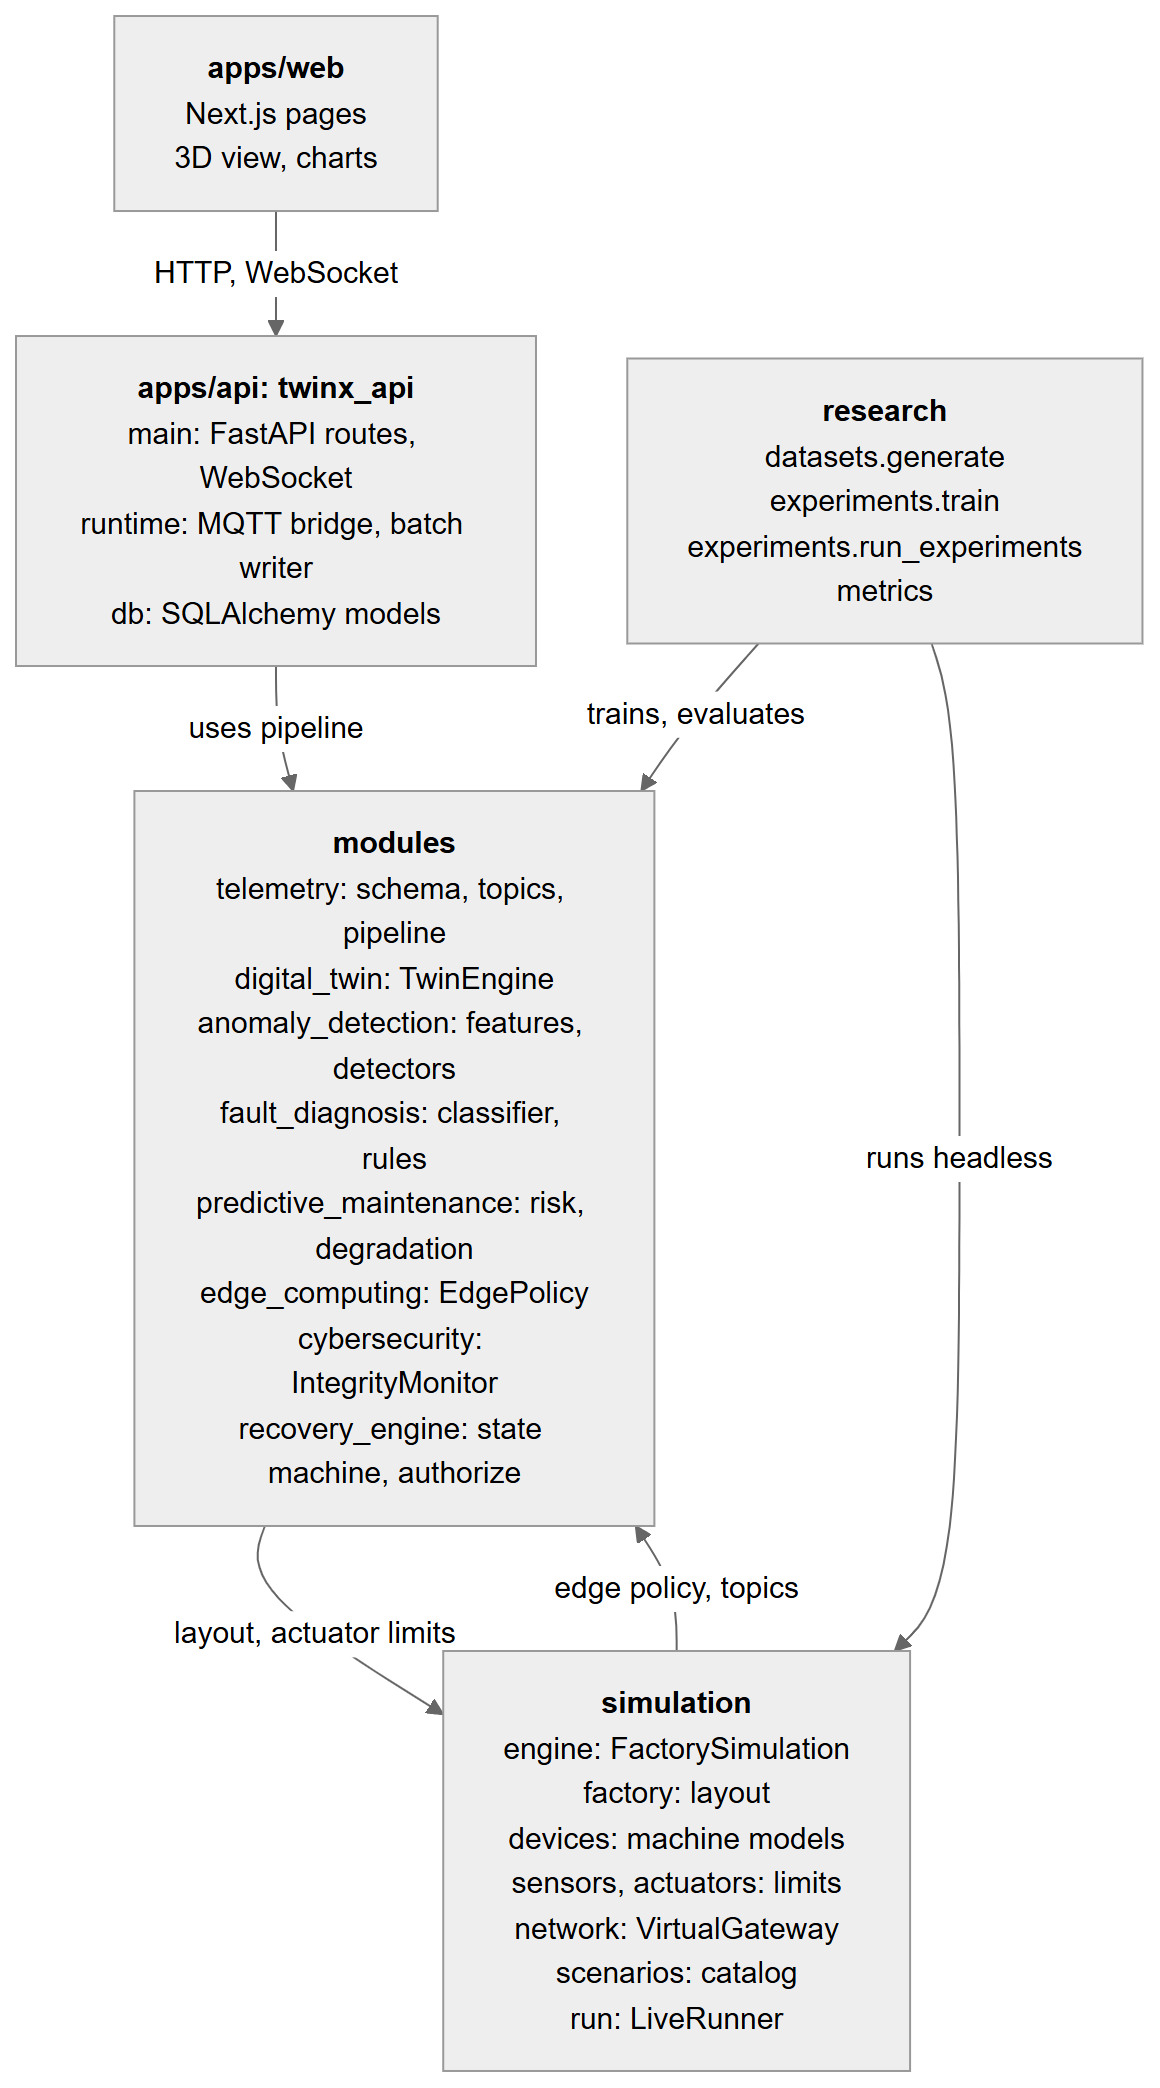 apps/web
Next.js pages
3D view, charts
HTTP, WebSocket
apps/api: twinx_api
main: FastAPI routes,
WebSocket
runtime: MQTT bridge, batch
writer
db: SQLAlchemy models
research
datasets.generate
experiments.train
experiments.run_experiments
metrics
uses pipeline
trains, evaluates
modules
telemetry: schema, topics,
pipeline
digital_twin: TwinEngine
anomaly_detection: features,
detectors
fault_diagnosis: classifier,
rules
predictive_maintenance: risk,
degradation
edge_computing: EdgePolicy
cybersecurity:
IntegrityMonitor
recovery_engine: state
machine, authorize
runs headless
edge policy, topics
layout, actuator limits
simulation
engine: FactorySimulation
factory: layout
devices: machine models
sensors, actuators: limits
network: VirtualGateway
scenarios: catalog
run: LiveRunner